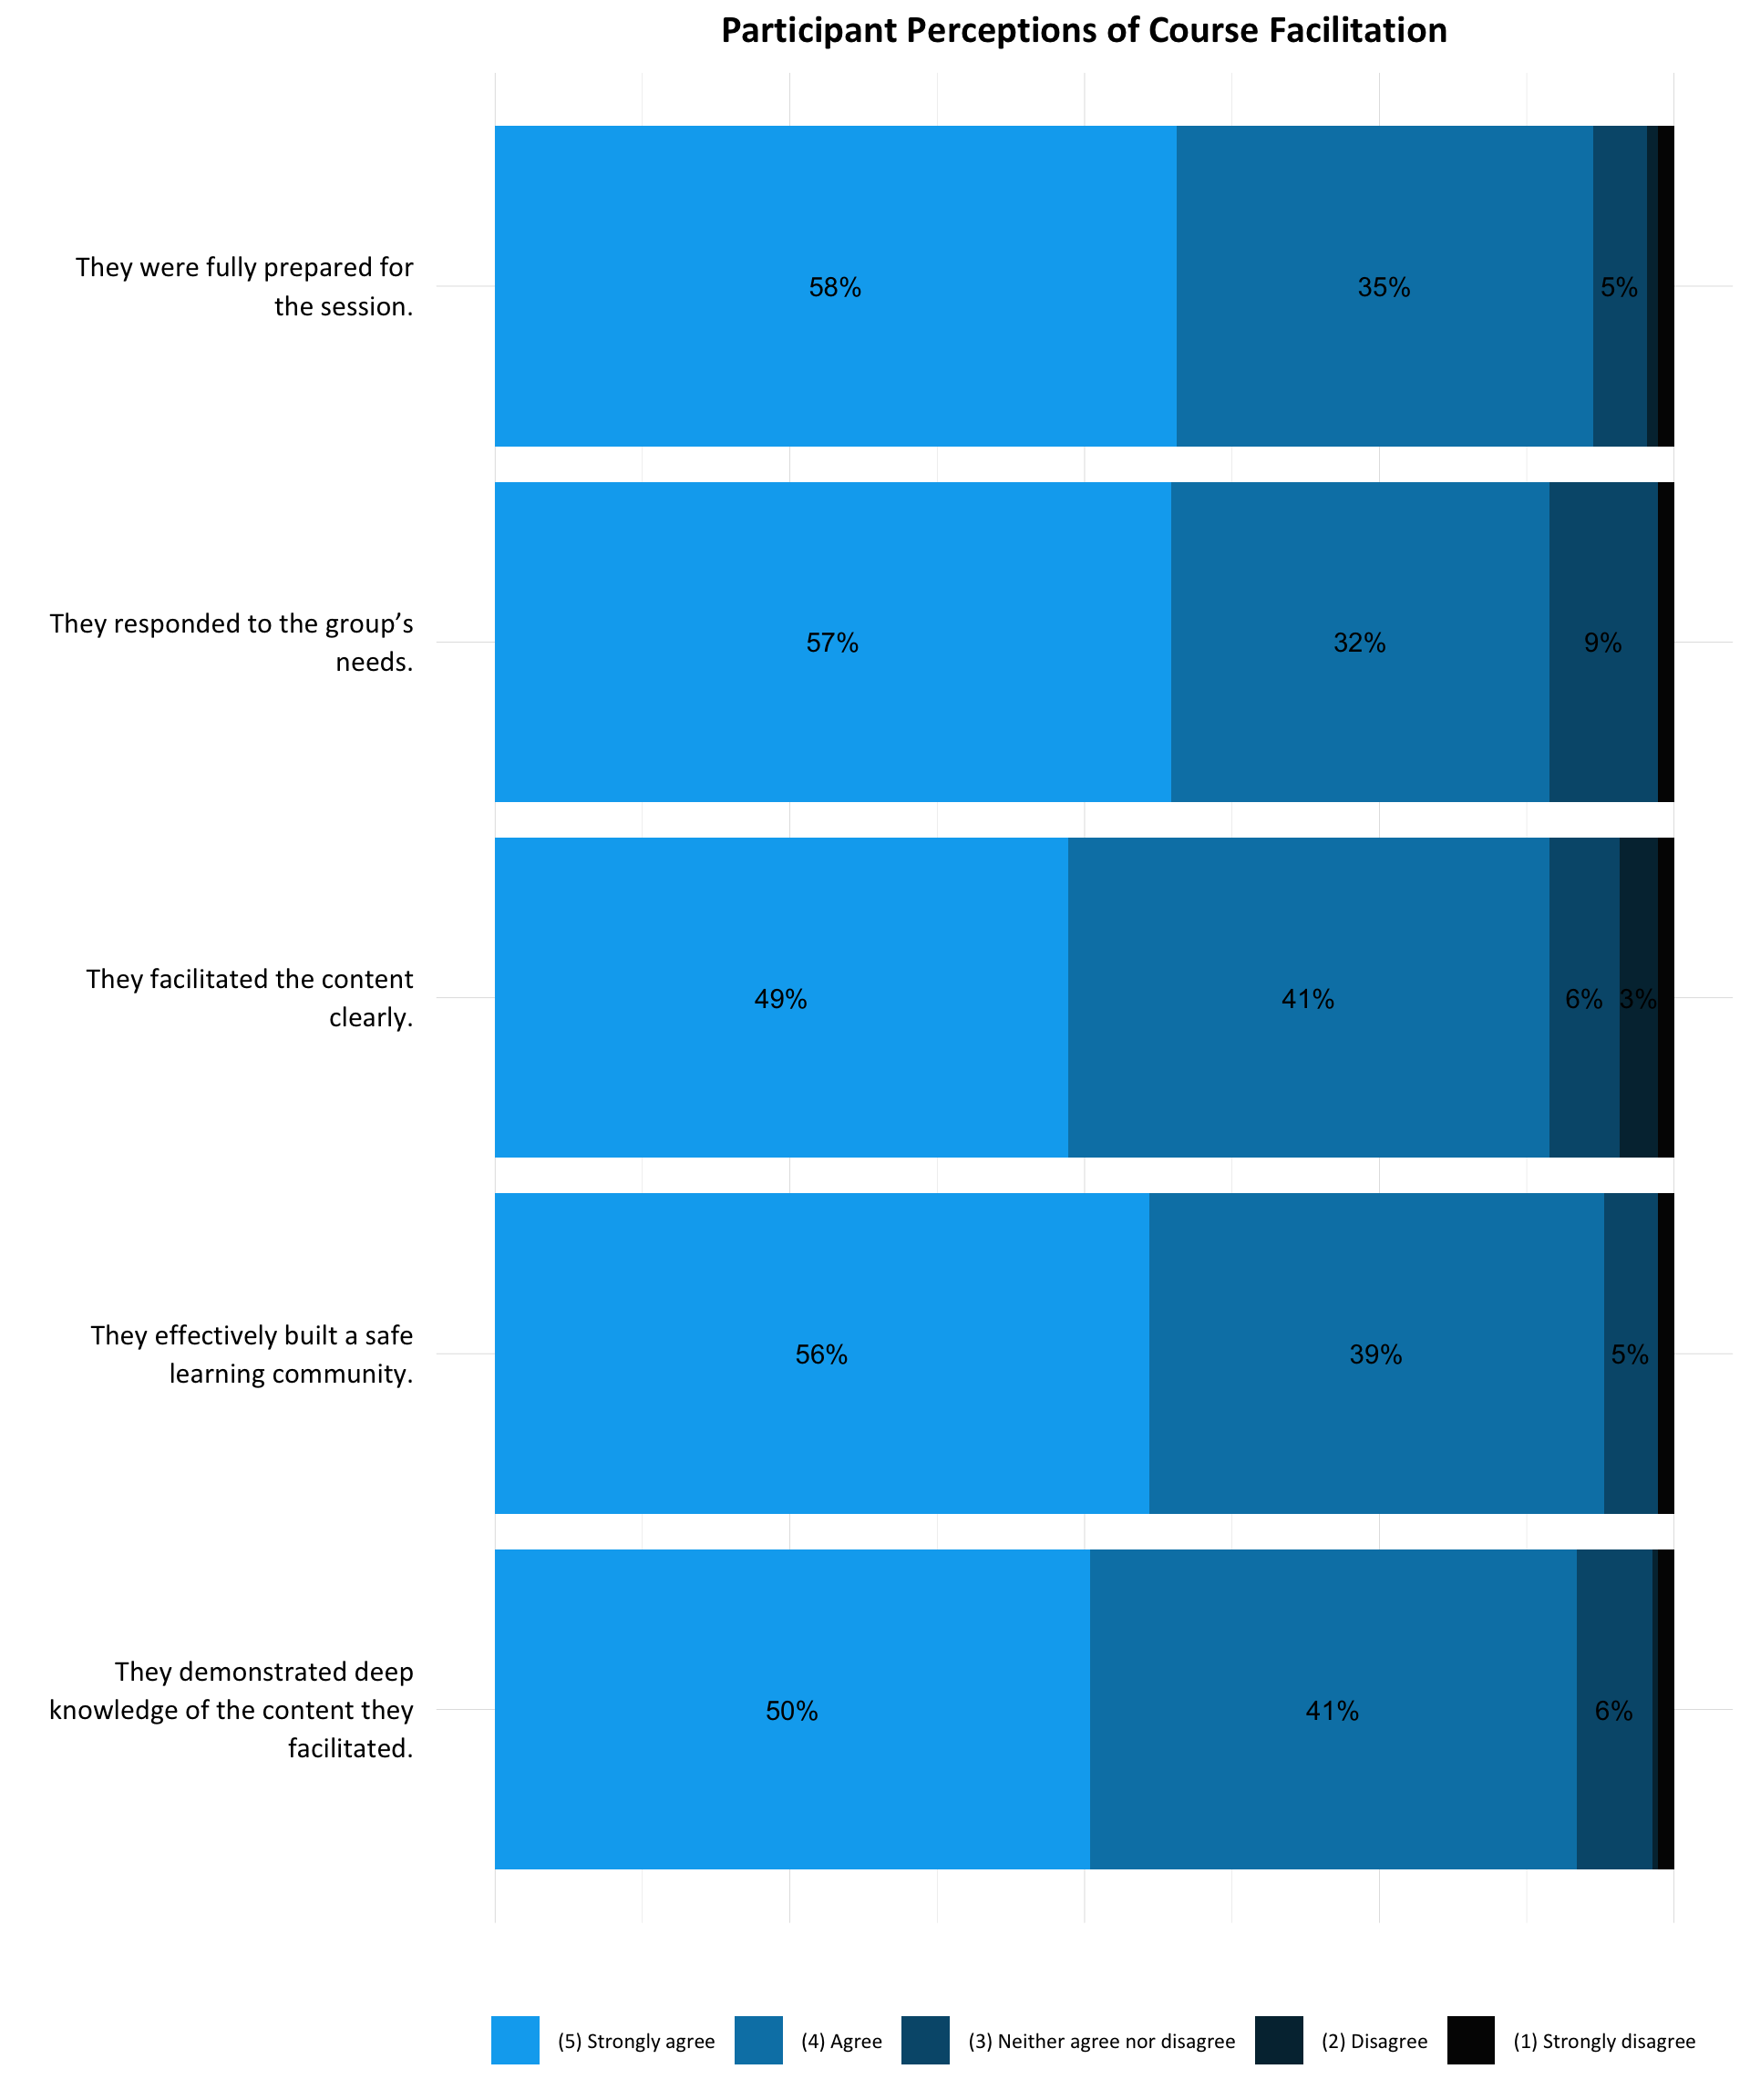 Participant Perceptions of Course Facilitation
They were fully prepared for
the session.
58%
35%
5%
They responded to the group’s
needs.
57%
32%
9%
They facilitated the content
clearly.
49%
41%
6%
3%
They effectively built a safe
learning community.
56%
39%
5%
They demonstrated deep
knowledge of the content they
facilitated.
50%
41%
6%
(5) Strongly agree
(4) Agree
(3) Neither agree nor disagree
(2) Disagree
(1) Strongly disagree